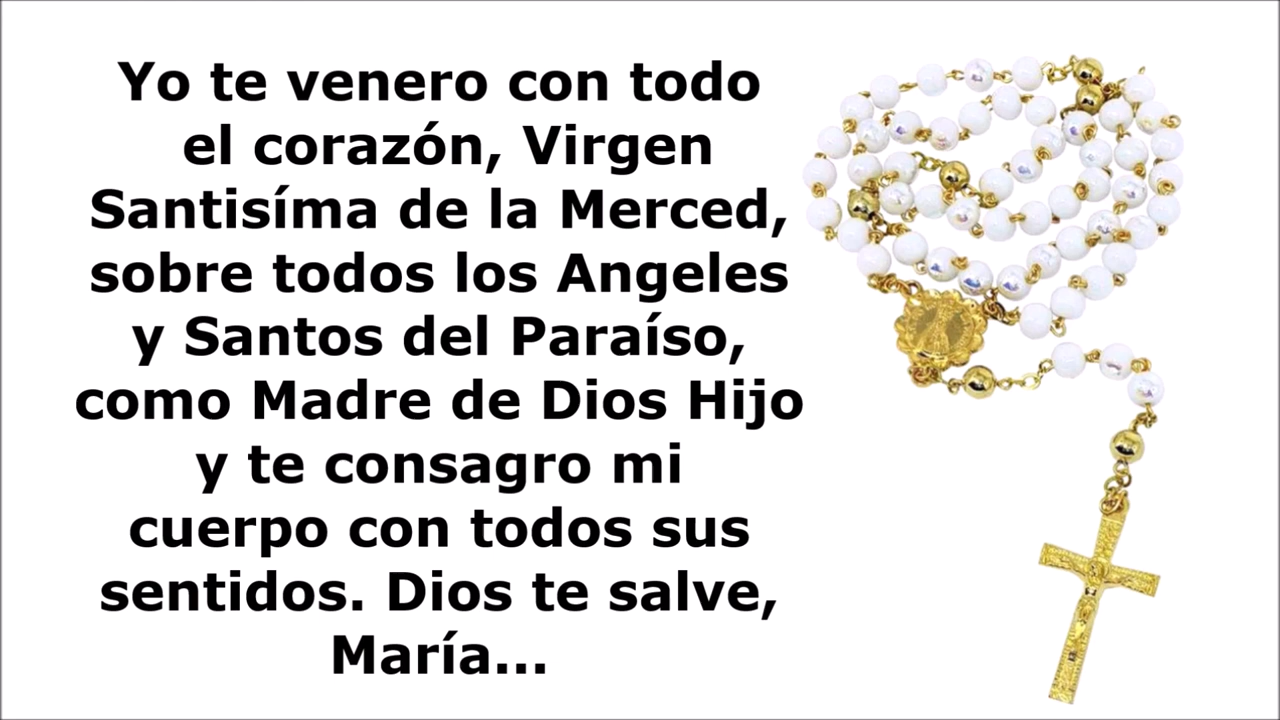 Yo te venero con todo
el corazón, Virgen
Santisíma de la Merced,
sobre todos los Angeles
y Santos del Paraíso,
como Madre de Dios Hijo
y te consagro mi
cuerpo con todos sus
sentidos. Dios te salve,
María...